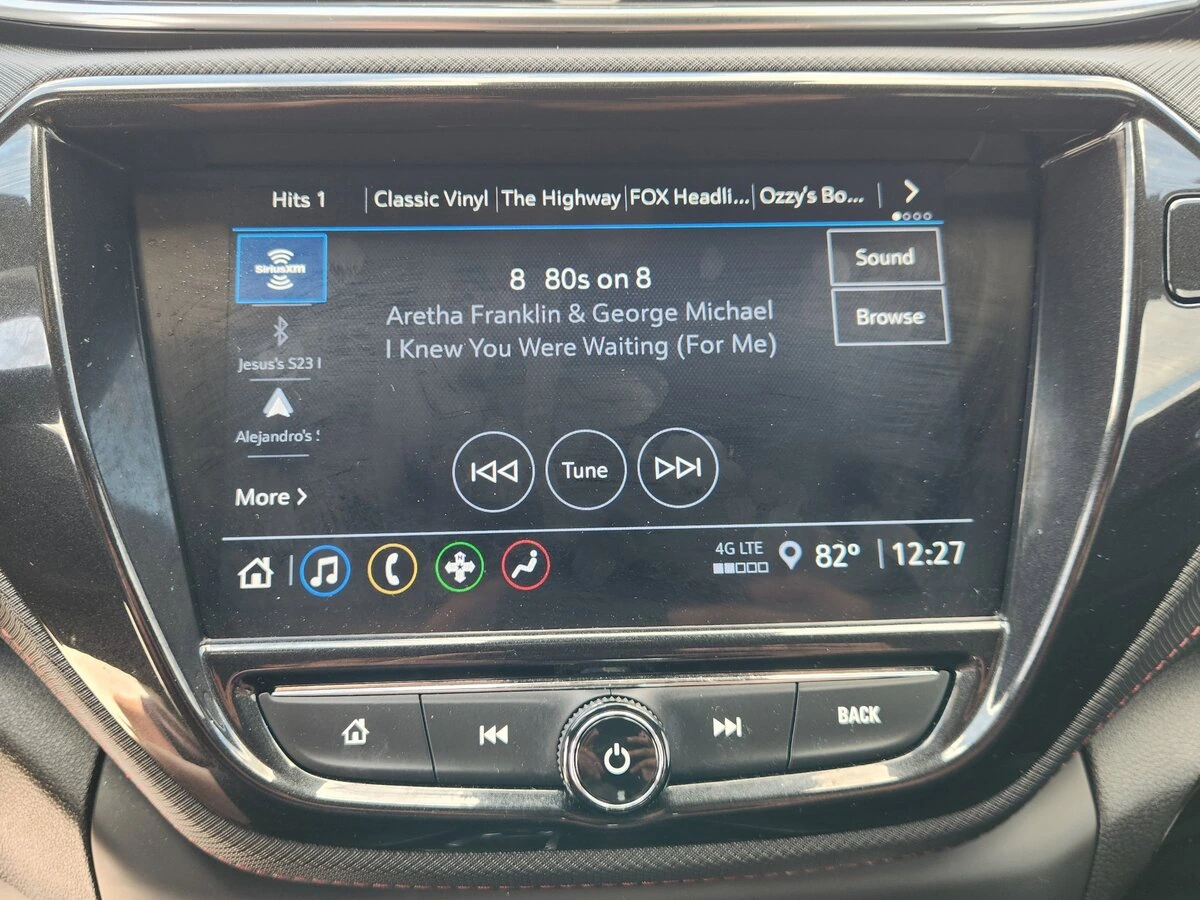 Hits 1 Classic Vinyl The Highway FOX Headli... Ozzy's Bo...
SiriusXM
8 80s on 8
Sound
Aretha Franklin & George Michael
Browse
I Knew You Were Waiting (For Me)
Jesus's S23
Alejandro's
Tune
More
4G LTE
82° 12:27
BACK